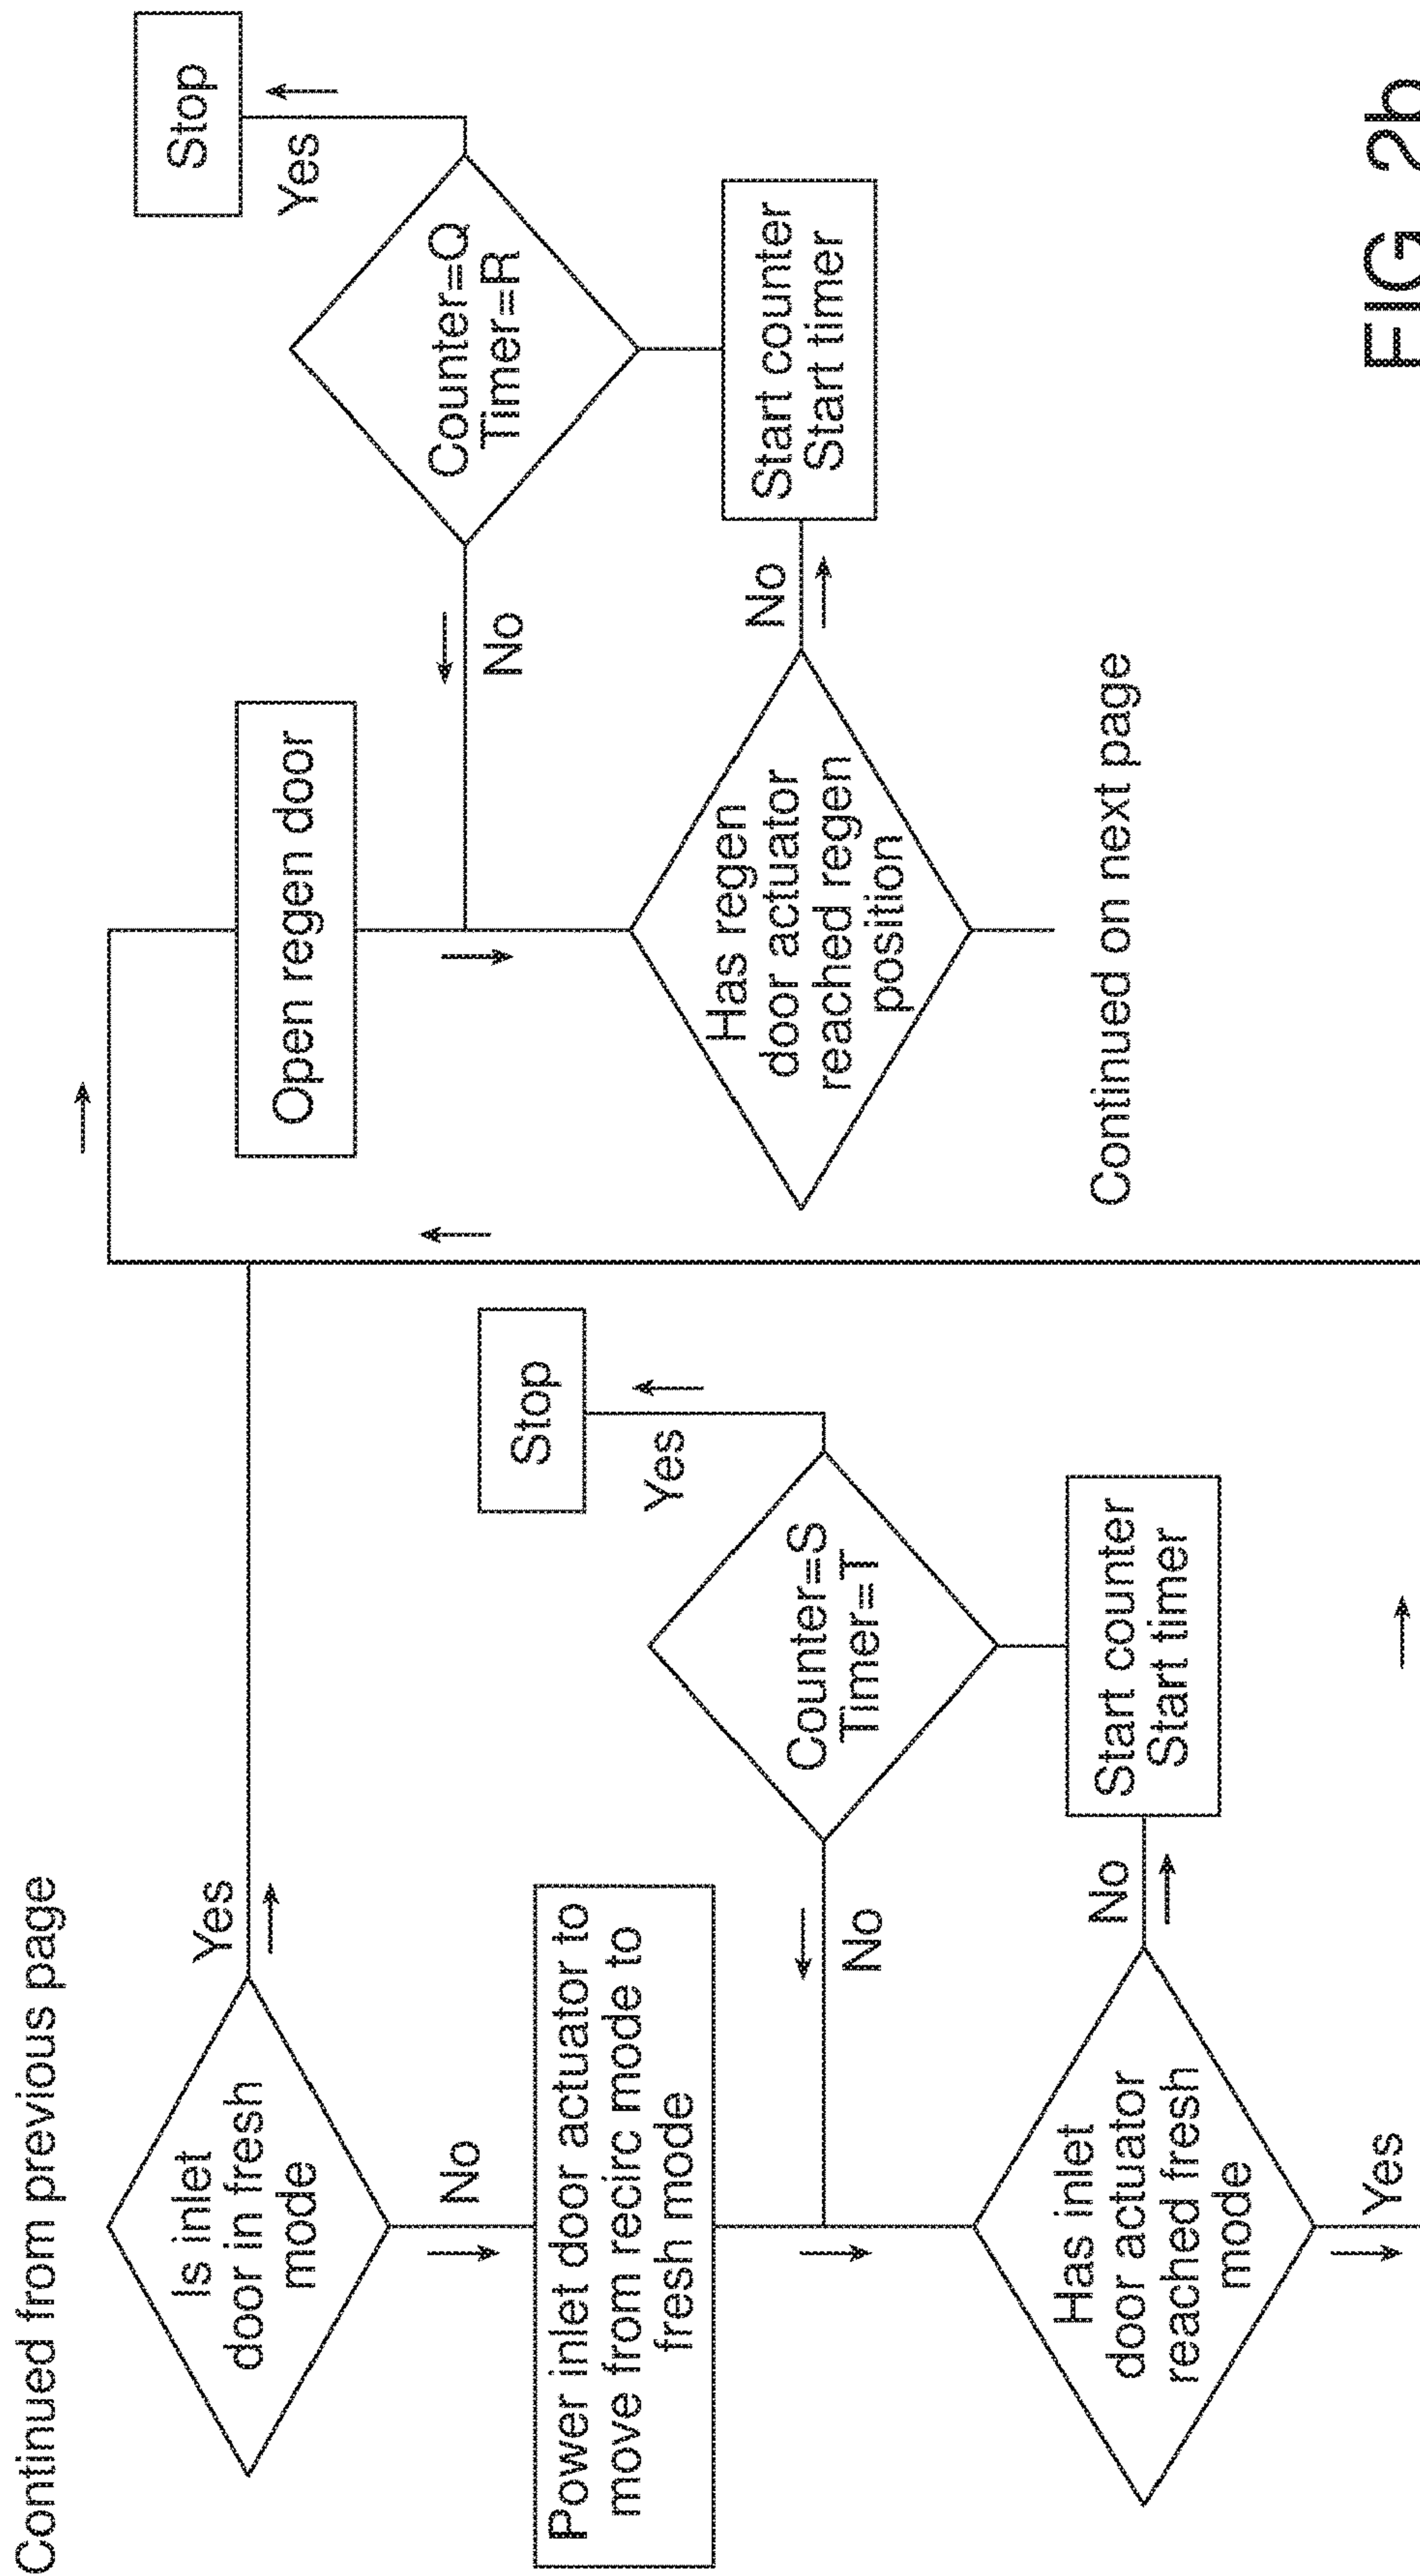 Continued from previous page
Is inlet
door in fresh
mode
Yes
No
Power inlet door actuator to
move from recirc mode to
fresh mode
Counter=S
Timer=T
Yes
Stop
No
Has inlet
door actuator
reached fresh
mode
No
Start counter
Start timer
Yes
Open regen door
Counter=Q
Timer=R
Yes
Stop
No
Has regen
door actuator
reached regen
position
No
Start counter
Start timer
Continued on next page
FIG 2b